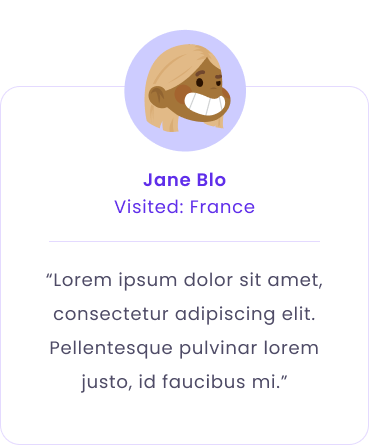 Jane Blo
Visited: France
“Lorem ipsum dolor sit amet,
consectetur adipiscing elit.
Pellentesque pulvinar lorem
justo, id faucibus mi.”